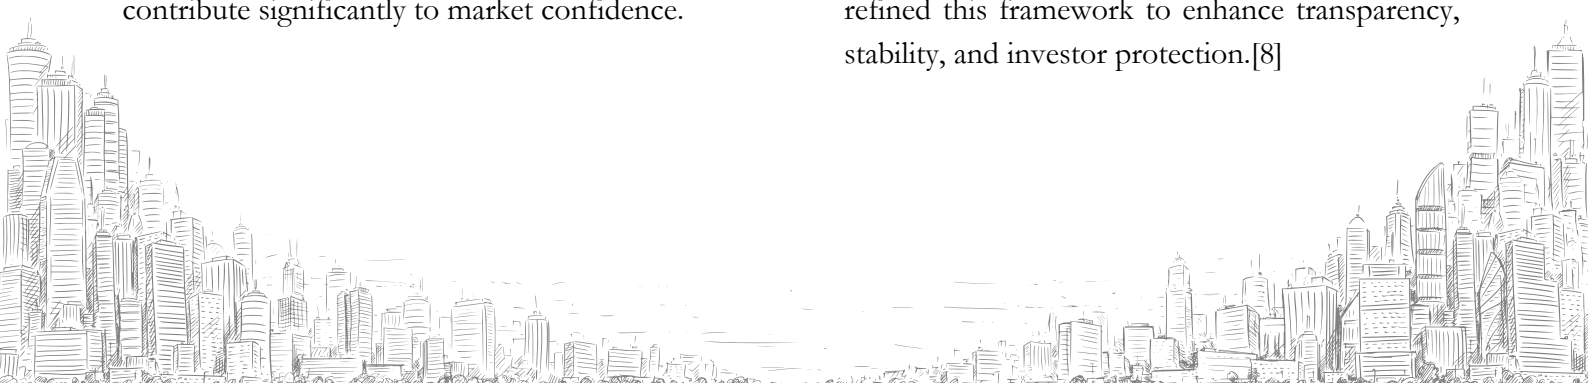 contribute significantly to market confidence.
refined this framework to enhance transparency,
stability, and investor protection.[8]